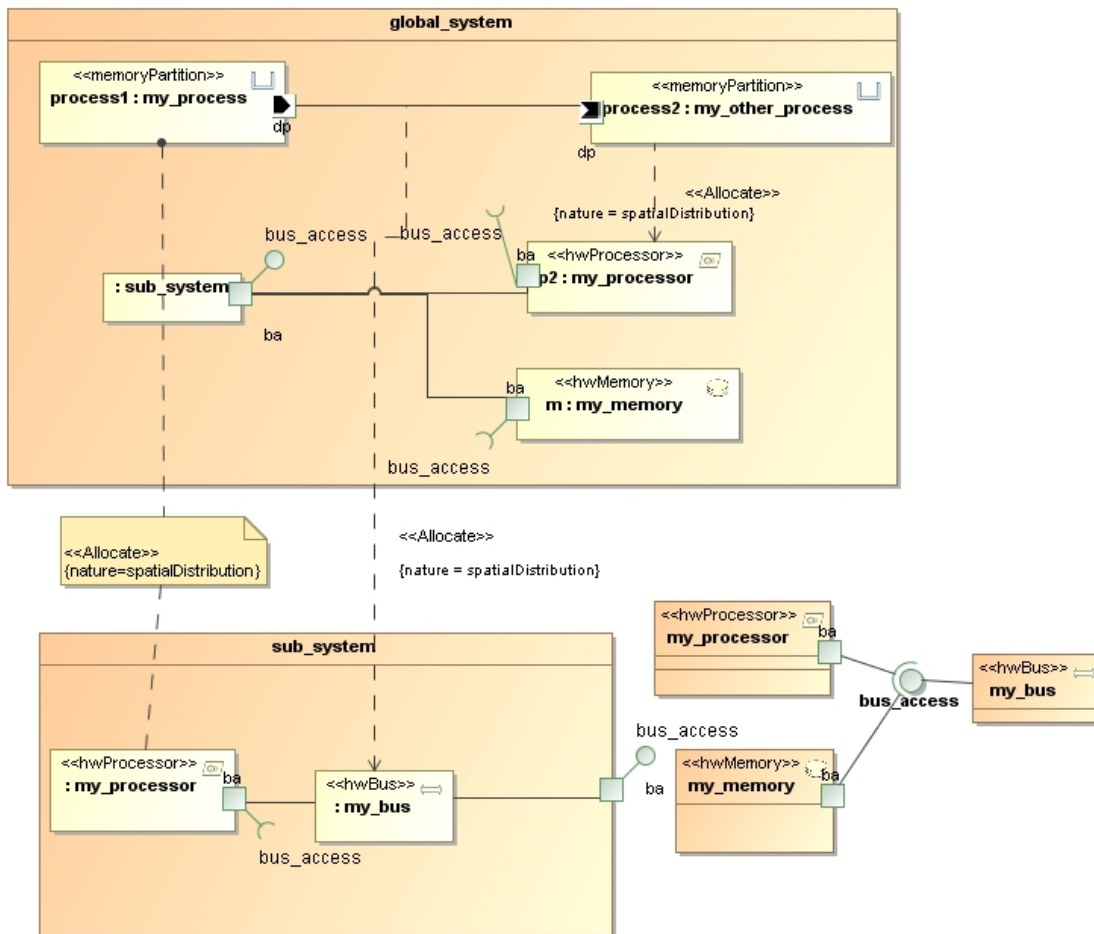 global_system
<<memoryPartition>>
process1 : my_process
dp
<<memoryPartition>>
process2 : my_other_process
dp
<<Allocate>>
{nature = spatialDistribution}
bus_access
bus_access
: sub_system
ba
<<hwProcessor>>
ba
p2 : my_processor
<<hwMemory>>
ba
m : my_memory
bus_access
<<Allocate>>
{nature=spatialDistribution}
<<Allocate>>
{nature = spatialDistribution}
sub_system
<<hwProcessor>>
: my_processor
ba
bus_access
<<hwBus>>
: my_bus
bus_access
ba
<<hwProcessor>>
my_processor
ba
bus_access
<<hwBus>>
my_bus
<<hwMemory>>
my_memory
ba